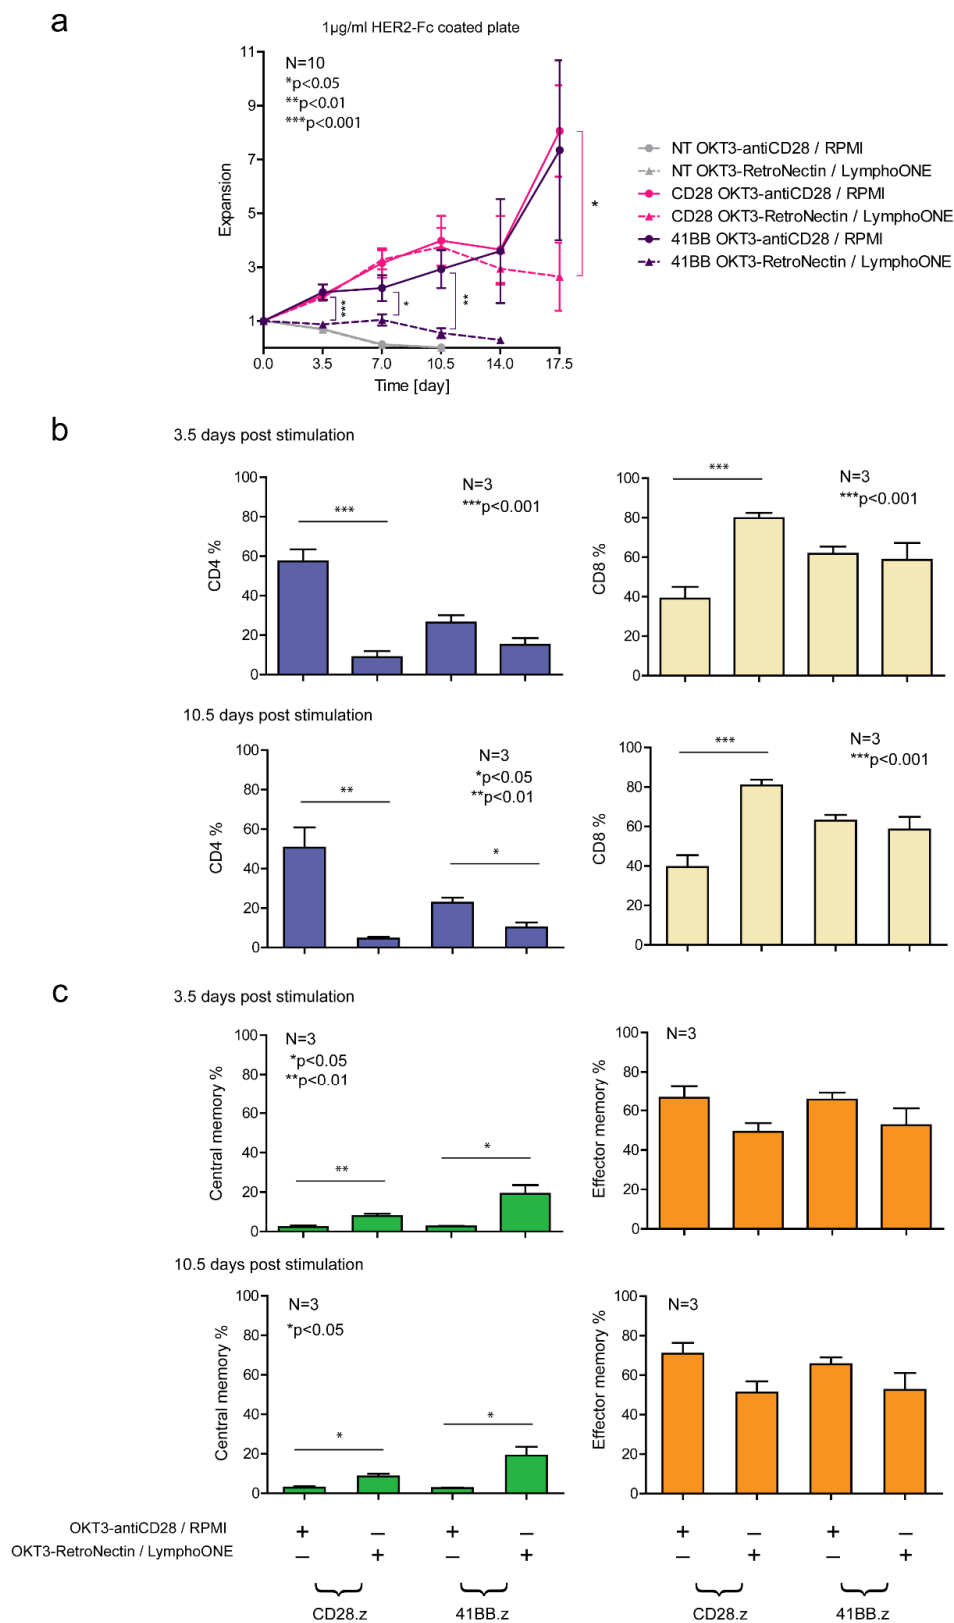 a
1µg/ml HER2-Fc coated plate
11
9
7
5
3
1
Expansion
N=10
*p<0.05
**p<0.01
***p<0.001
***
*
**
*
0.0 3.5 7.0 10.5 14.0 17.5
Time [day]
NT OKT3-antiCD28 / RPMI
NT OKT3-RetroNectin / LymphoONE
CD28 OKT3-antiCD28 / RPMI
CD28 OKT3-RetroNectin / LymphoONE
41BB OKT3-antiCD28 / RPMI
41BB OKT3-RetroNectin / LymphoONE
b
3.5 days post stimulation
100
80
60
40
20
0
CD4 %
***
N=3
***p<0.001
100
80
60
40
20
0
CD8 %
***
N=3
***p<0.001
10.5 days post stimulation
100
80
60
40
20
0
CD4 %
**
*
N=3
*p<0.05
**p<0.01
100
80
60
40
20
0
CD8 %
***
N=3
***p<0.001
c
3.5 days post stimulation
100
80
60
40
20
0
Central memory %
N=3
*p<0.05
**p<0.01
**
*
100
80
60
40
20
0
Effector memory %
N=3
10.5 days post stimulation
100
80
60
40
20
0
Central memory %
N=3
*p<0.05
*
*
100
80
60
40
20
0
Effector memory %
N=3
OKT3-antiCD28 / RPMI + − + − + − + −
OKT3-RetroNectin / LymphoONE − + − + − + − +
CD28.z 41BB.z CD28.z 41BB.z